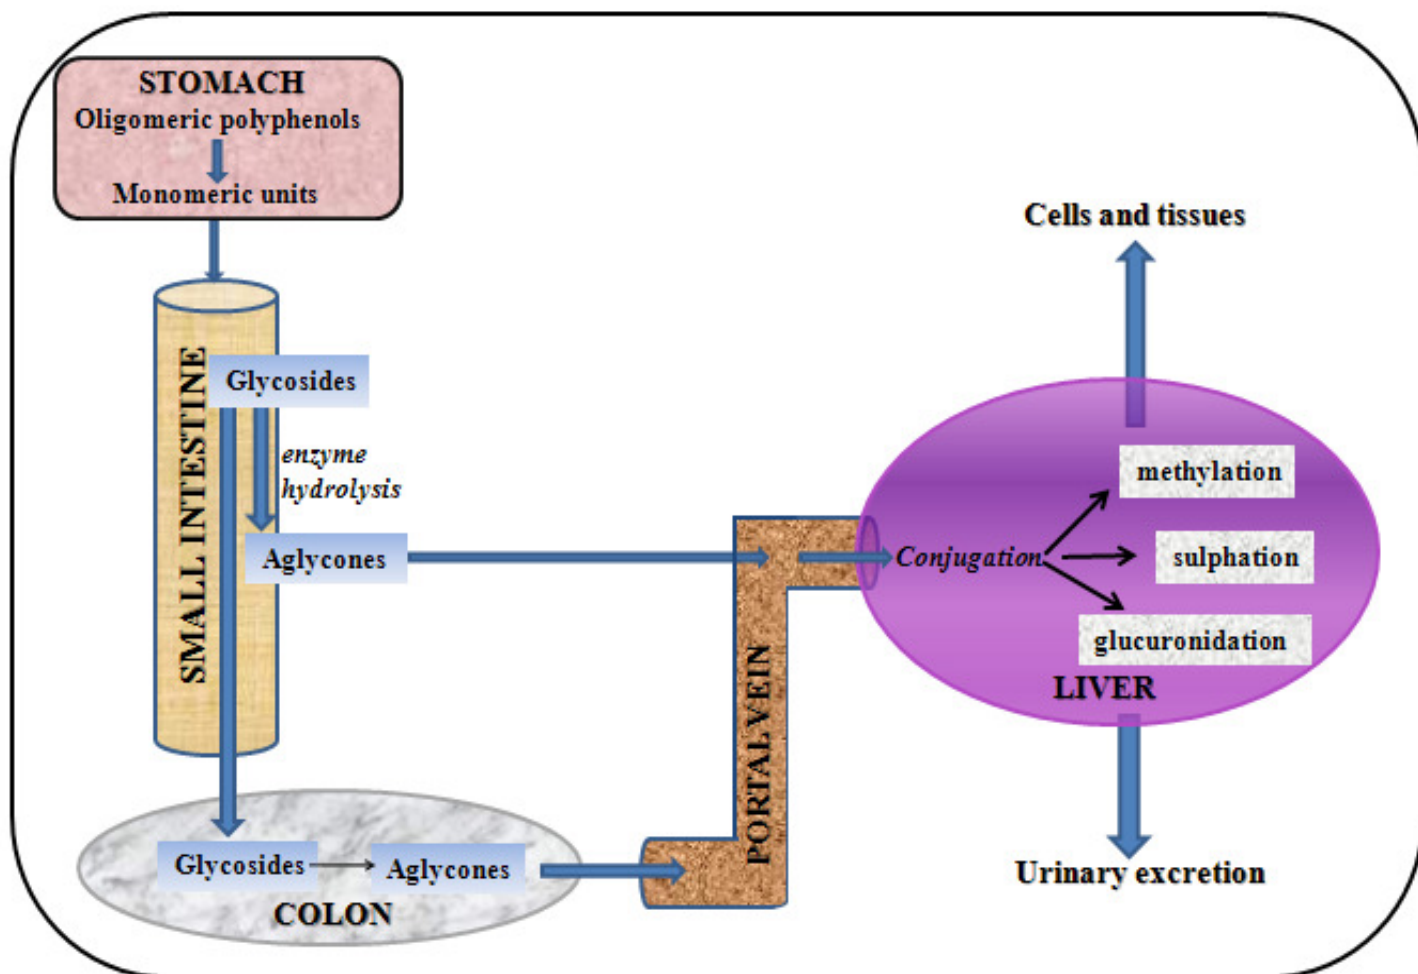 STOMACH
Oligomeric polyphenols
Monomeric units
SMALL INTESTINE
Glycosides
enzyme
hydrolysis
Aglycones
Glycosides
Aglycones
COLON
PORTALVEIN
Cells and tissues
Conjugation
methylation
sulphation
glucuronidation
LIVER
Urinary excretion